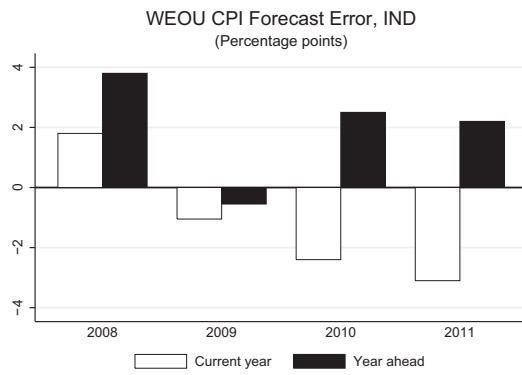 WEOU CPI Forecast Error, IND
(Percentage points)
4
2
0
−2
−4
2008 2009 2010 2011
Current year Year ahead